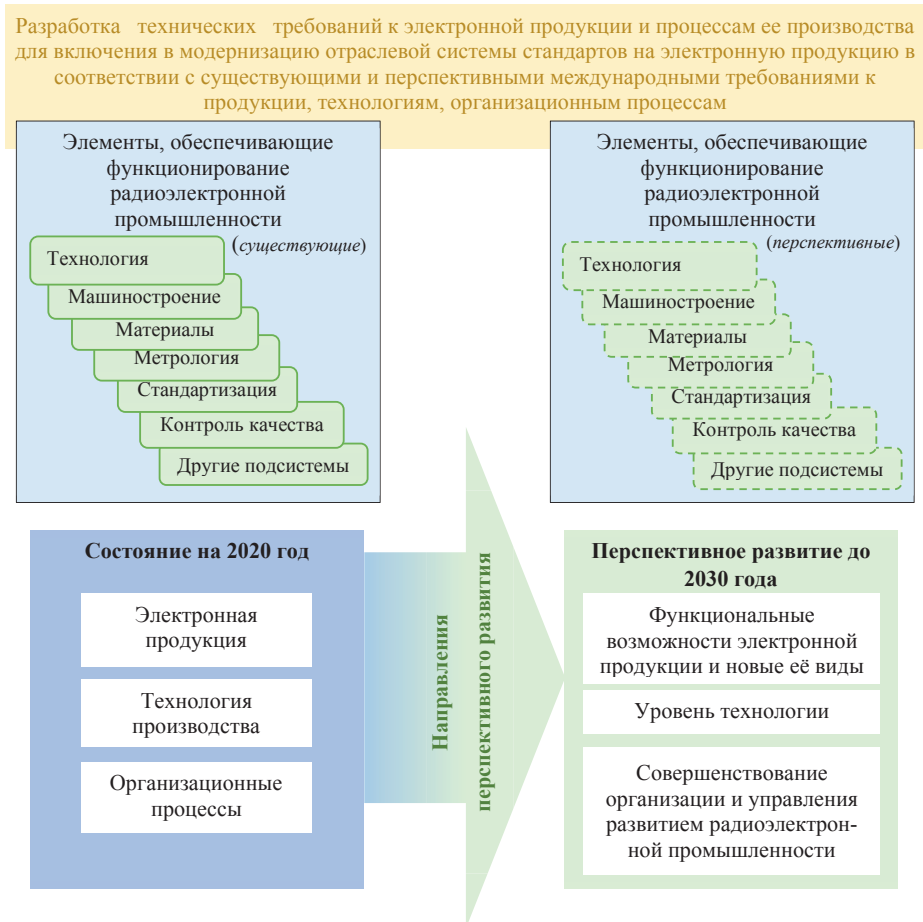 Разработка технических требований к электронной продукции и процессам ее производства
для включения в модернизацию отраслевой системы стандартов на электронную продукцию в
соответствии с существующими и перспективными международными требованиями к
продукции, технологиям, организационным процессам
Элементы, обеспечивающие
функционирование
радиоэлектронной
промышленности
(существующие)
Технология
Машиностроение
Материалы
Метрология
Стандартизация
Контроль качества
Другие подсистемы
Элементы, обеспечивающие
функционирование
радиоэлектронной
промышленности
(перспективные)
Технология
Машиностроение
Материалы
Метрология
Стандартизация
Контроль качества
Другие подсистемы
Состояние на 2020 год
Электронная
продукция
Технология
производства
Организационные
процессы
Направления
перспективного развития
Перспективное развитие до
2030 года
Функциональные
возможности электронной
продукции и новые её виды
Уровень технологии
Совершенствование
организации и управления
развитием радиоэлектрон-
ной промышленности